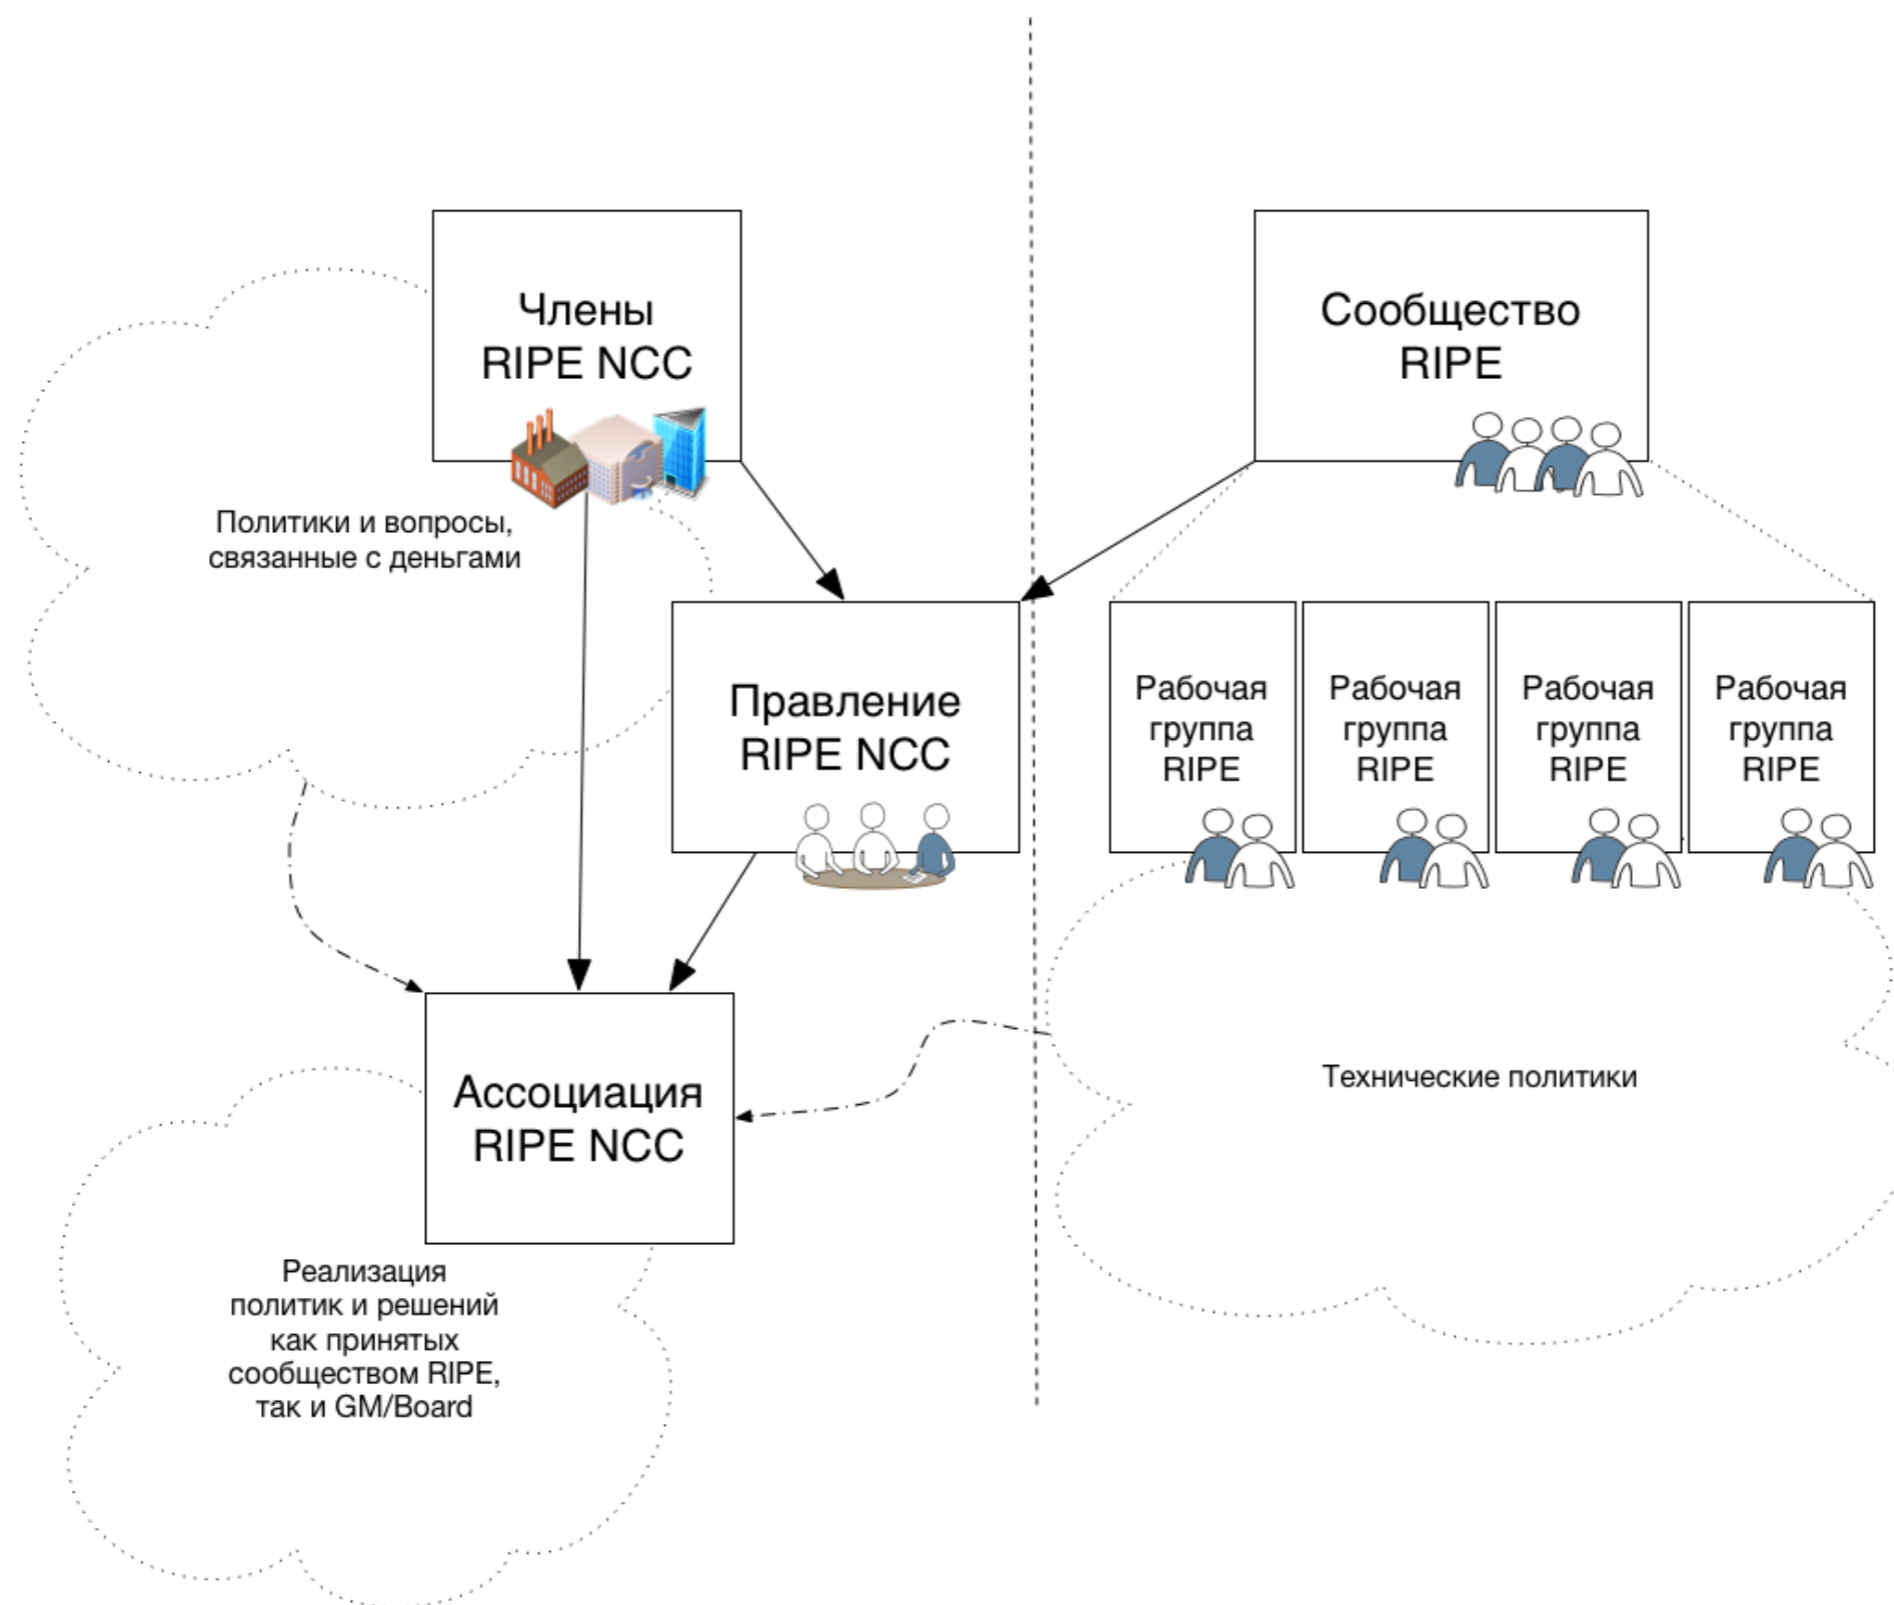 Члены
RIPE NCC
Сообщество
RIPE
Политики и вопросы,
связанные с деньгами
Правление
RIPE NCC
Рабочая
группа
RIPE
Рабочая
группа
RIPE
Рабочая
группа
RIPE
Рабочая
группа
RIPE
Ассоциация
RIPE NCC
Технические политики
Реализация
политик и решений
как принятых
сообществом RIPE,
так и GM/Board